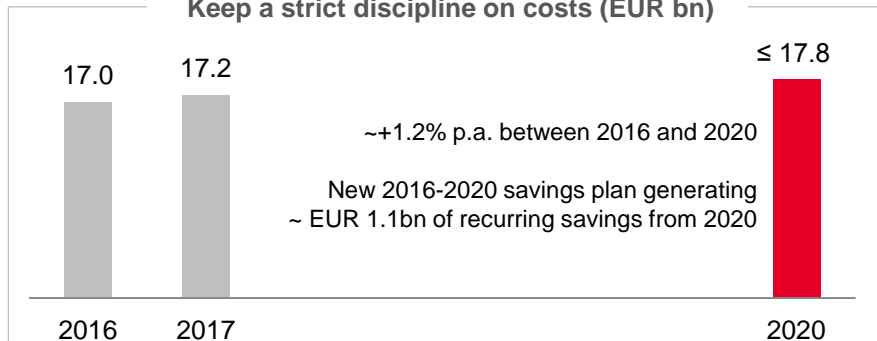 Keep a strict discipline on costs (EUR bn)
≤ 17.8
17.0
17.2
~+1.2% p.a. between 2016 and 2020
New 2016-2020 savings plan generating
~ EUR 1.1bn of recurring savings from 2020
2016
2017
2020